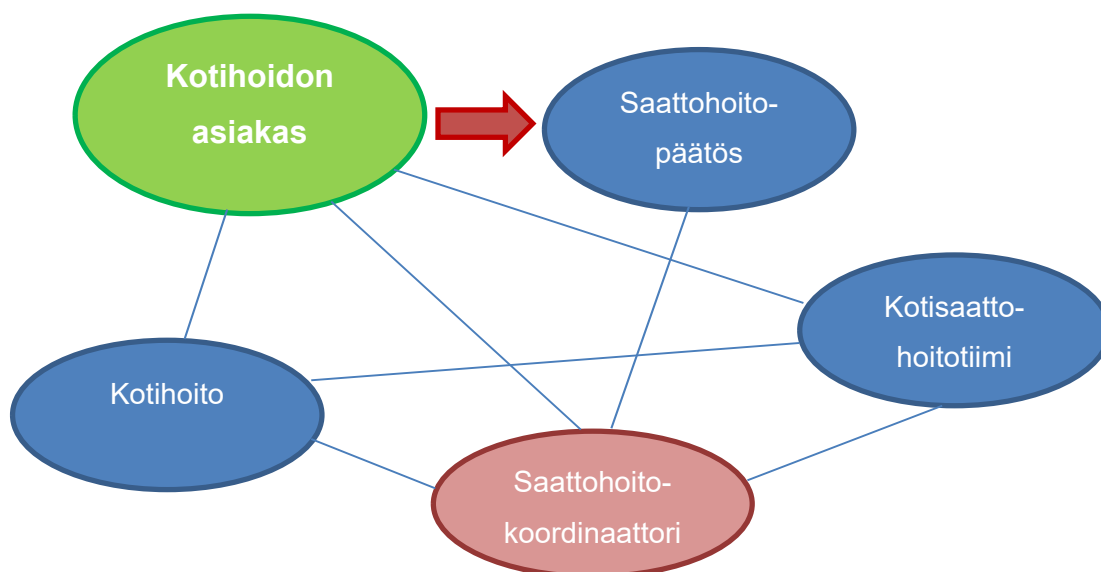 Kotihoidon
asiakas
Saattohoito-
päätös
Kotisaatto-
hoitotiimi
Kotihoito
Saattohoito-
koordinaattori